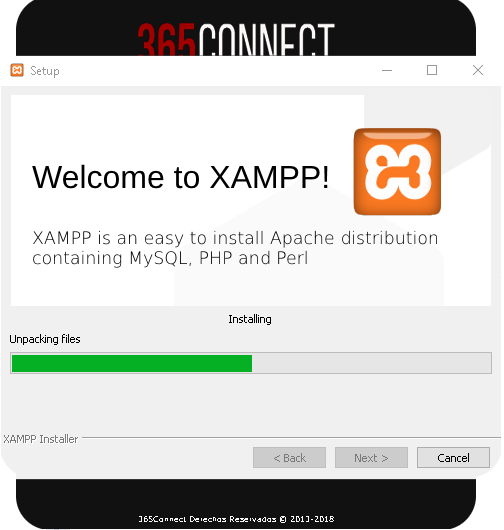 365CONNECT
Setup
Welcome to XAMPP!
XAMPP is an easy to install Apache distribution
containing MySQL, PHP and Perl
Installing
Unpacking files
XAMPP Installer
< Back
Next >
Cancel
365Connect Derechos Reservados © 2013-2018